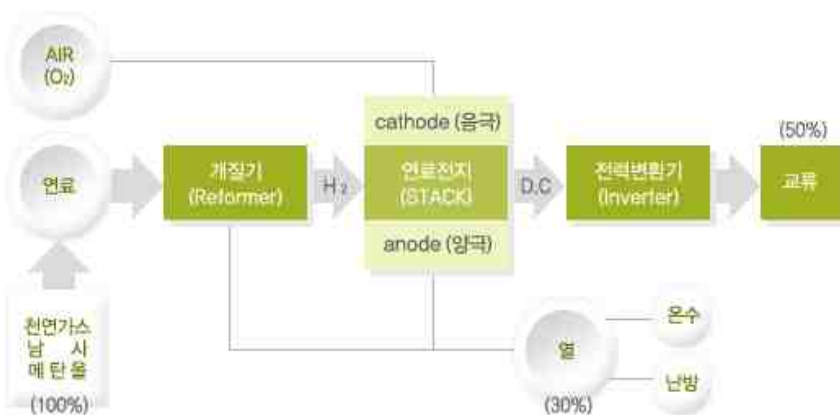 AIR
(O₂)
cathode (음극)
(50%)
연료
개질기
(Reformer)
H₂
연료전지
(STACK)
D.C
전력변환기
(Inverter)
교류
anode (양극)
천연가스
남 사
메 탄 올
(100%)
열
(30%)
온수
난방